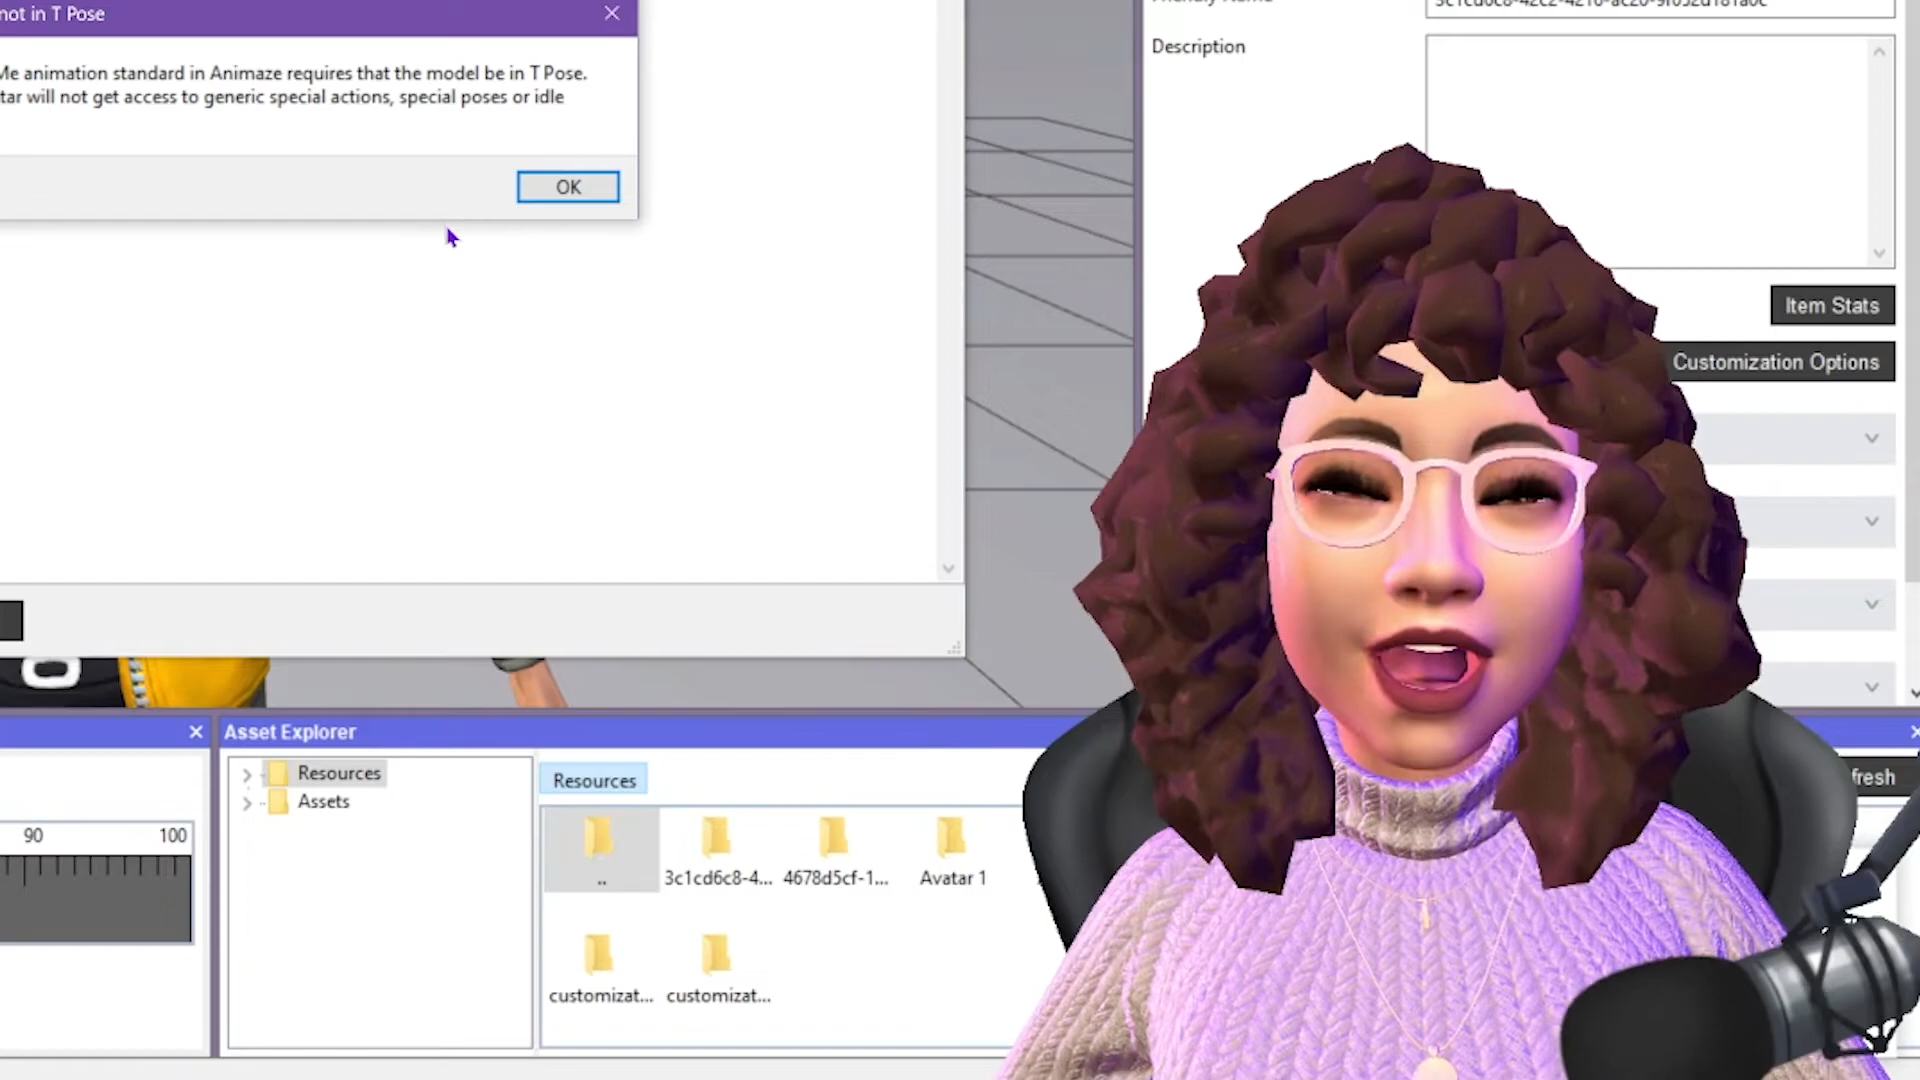 not in T Pose
Me animation standard in Animaze requires that the model be in T Pose.
tar will not get access to generic special actions, special poses or idle
OK
Description
Item Stats
Customization Options
Asset Explorer
Resources
Assets
Resources
90 100
..
3c1cd6c8-4...
4678d5cf-1...
Avatar 1
customizat...
customizat...
fresh